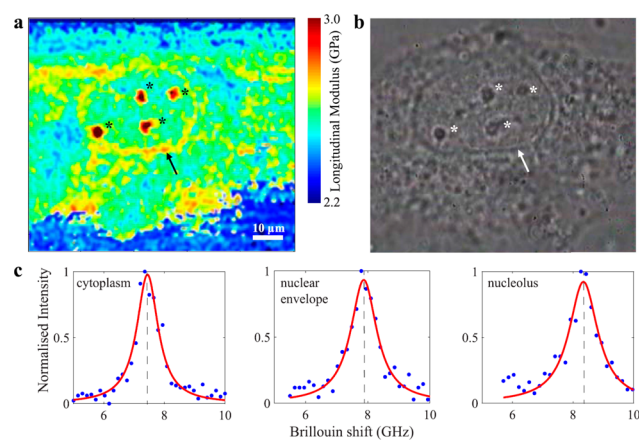 a
b
3.0
Longitudinal Modulus (GPa)
2.2
*
*
*
*
10 µm
*
*
*
*
c
Normalised Intensity
1
0.5
0
cytoplasm
6
8
10
1
0.5
0
nuclear
envelope
6
8
10
1
0.5
0
nucleolus
6
8
10
Brillouin shift (GHz)